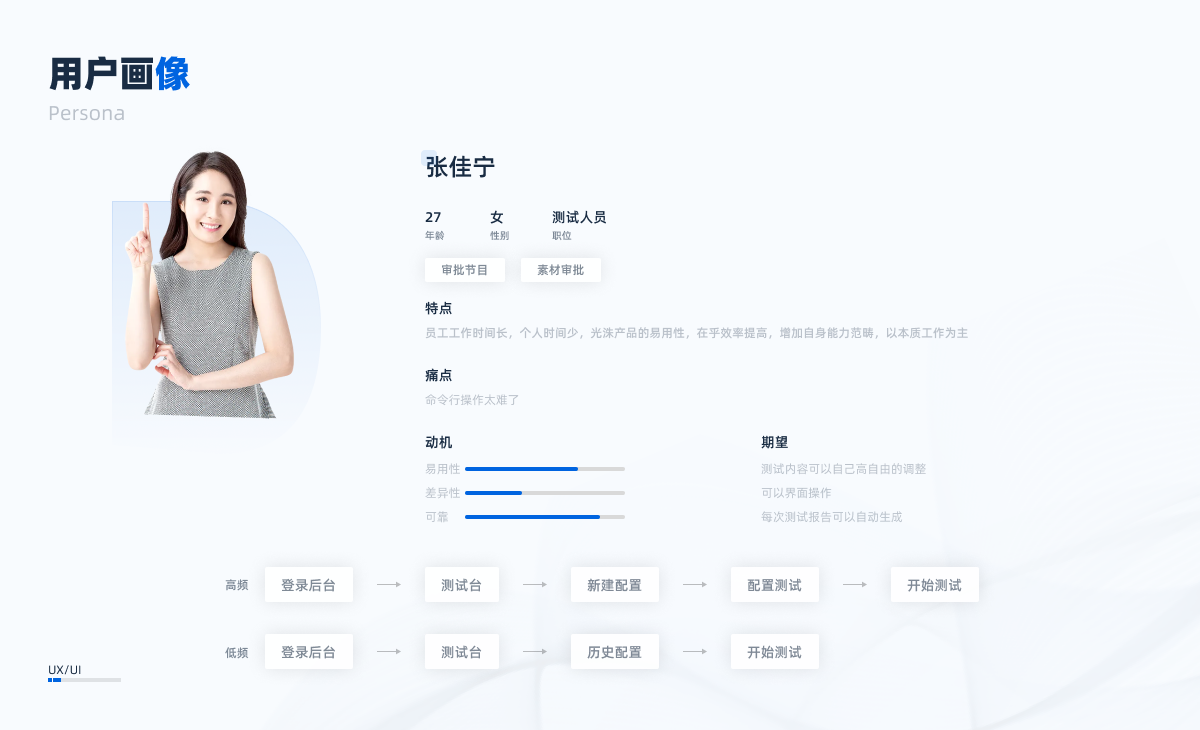 用户画像
Persona
张佳宁
27 女 测试人员
年龄 性别 职位
审批节目 素材审批
特点
员工工作时间长，个人时间少，光洙产品的易用性，在乎效率提高，增加自身能力范畴，以本质工作为主
痛点
命令行操作太难了
动机
易用性
差异性
可靠
期望
测试内容可以自己高自由的调整
可以界面操作
每次测试报告可以自动生成
高频 登录后台 测试台 新建配置 配置测试 开始测试
低频 登录后台 测试台 历史配置 开始测试
UX/UI